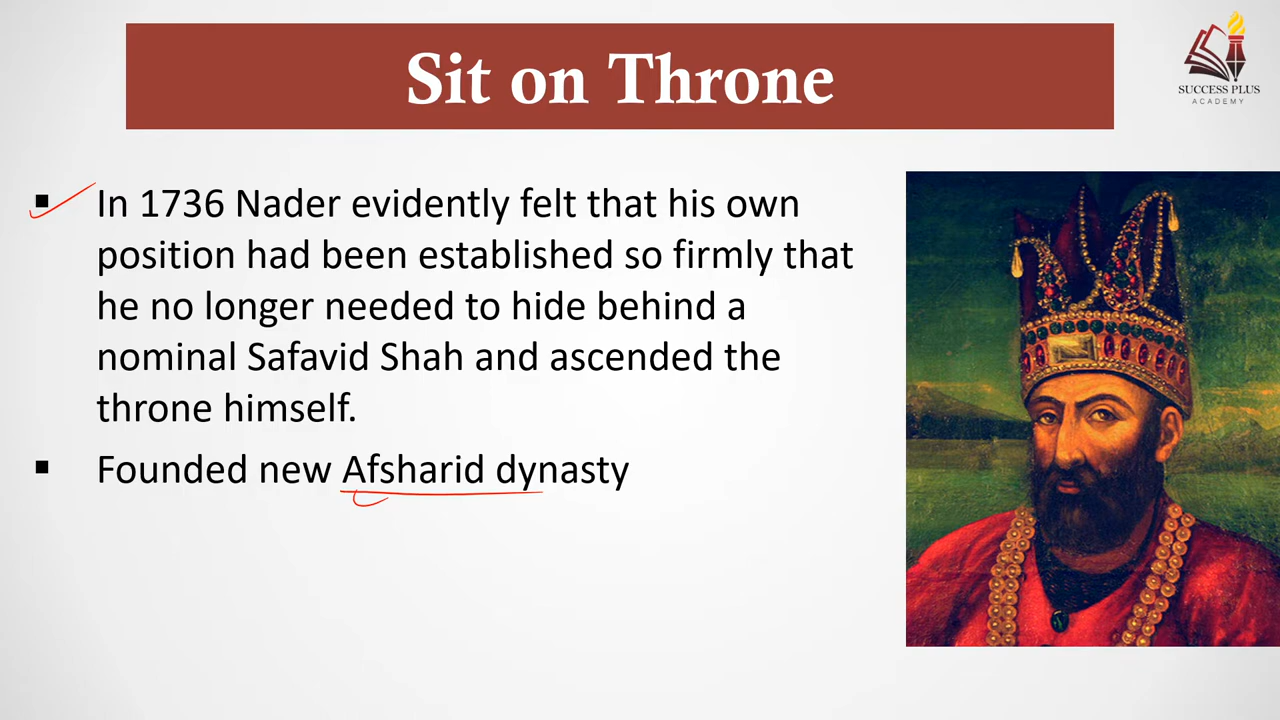 Sit on Throne
SUCCESS PLUS
ACADEMY
▪ In 1736 Nader evidently felt that his own
position had been established so firmly that
he no longer needed to hide behind a
nominal Safavid Shah and ascended the
throne himself.
▪ Founded new Afsharid dynasty